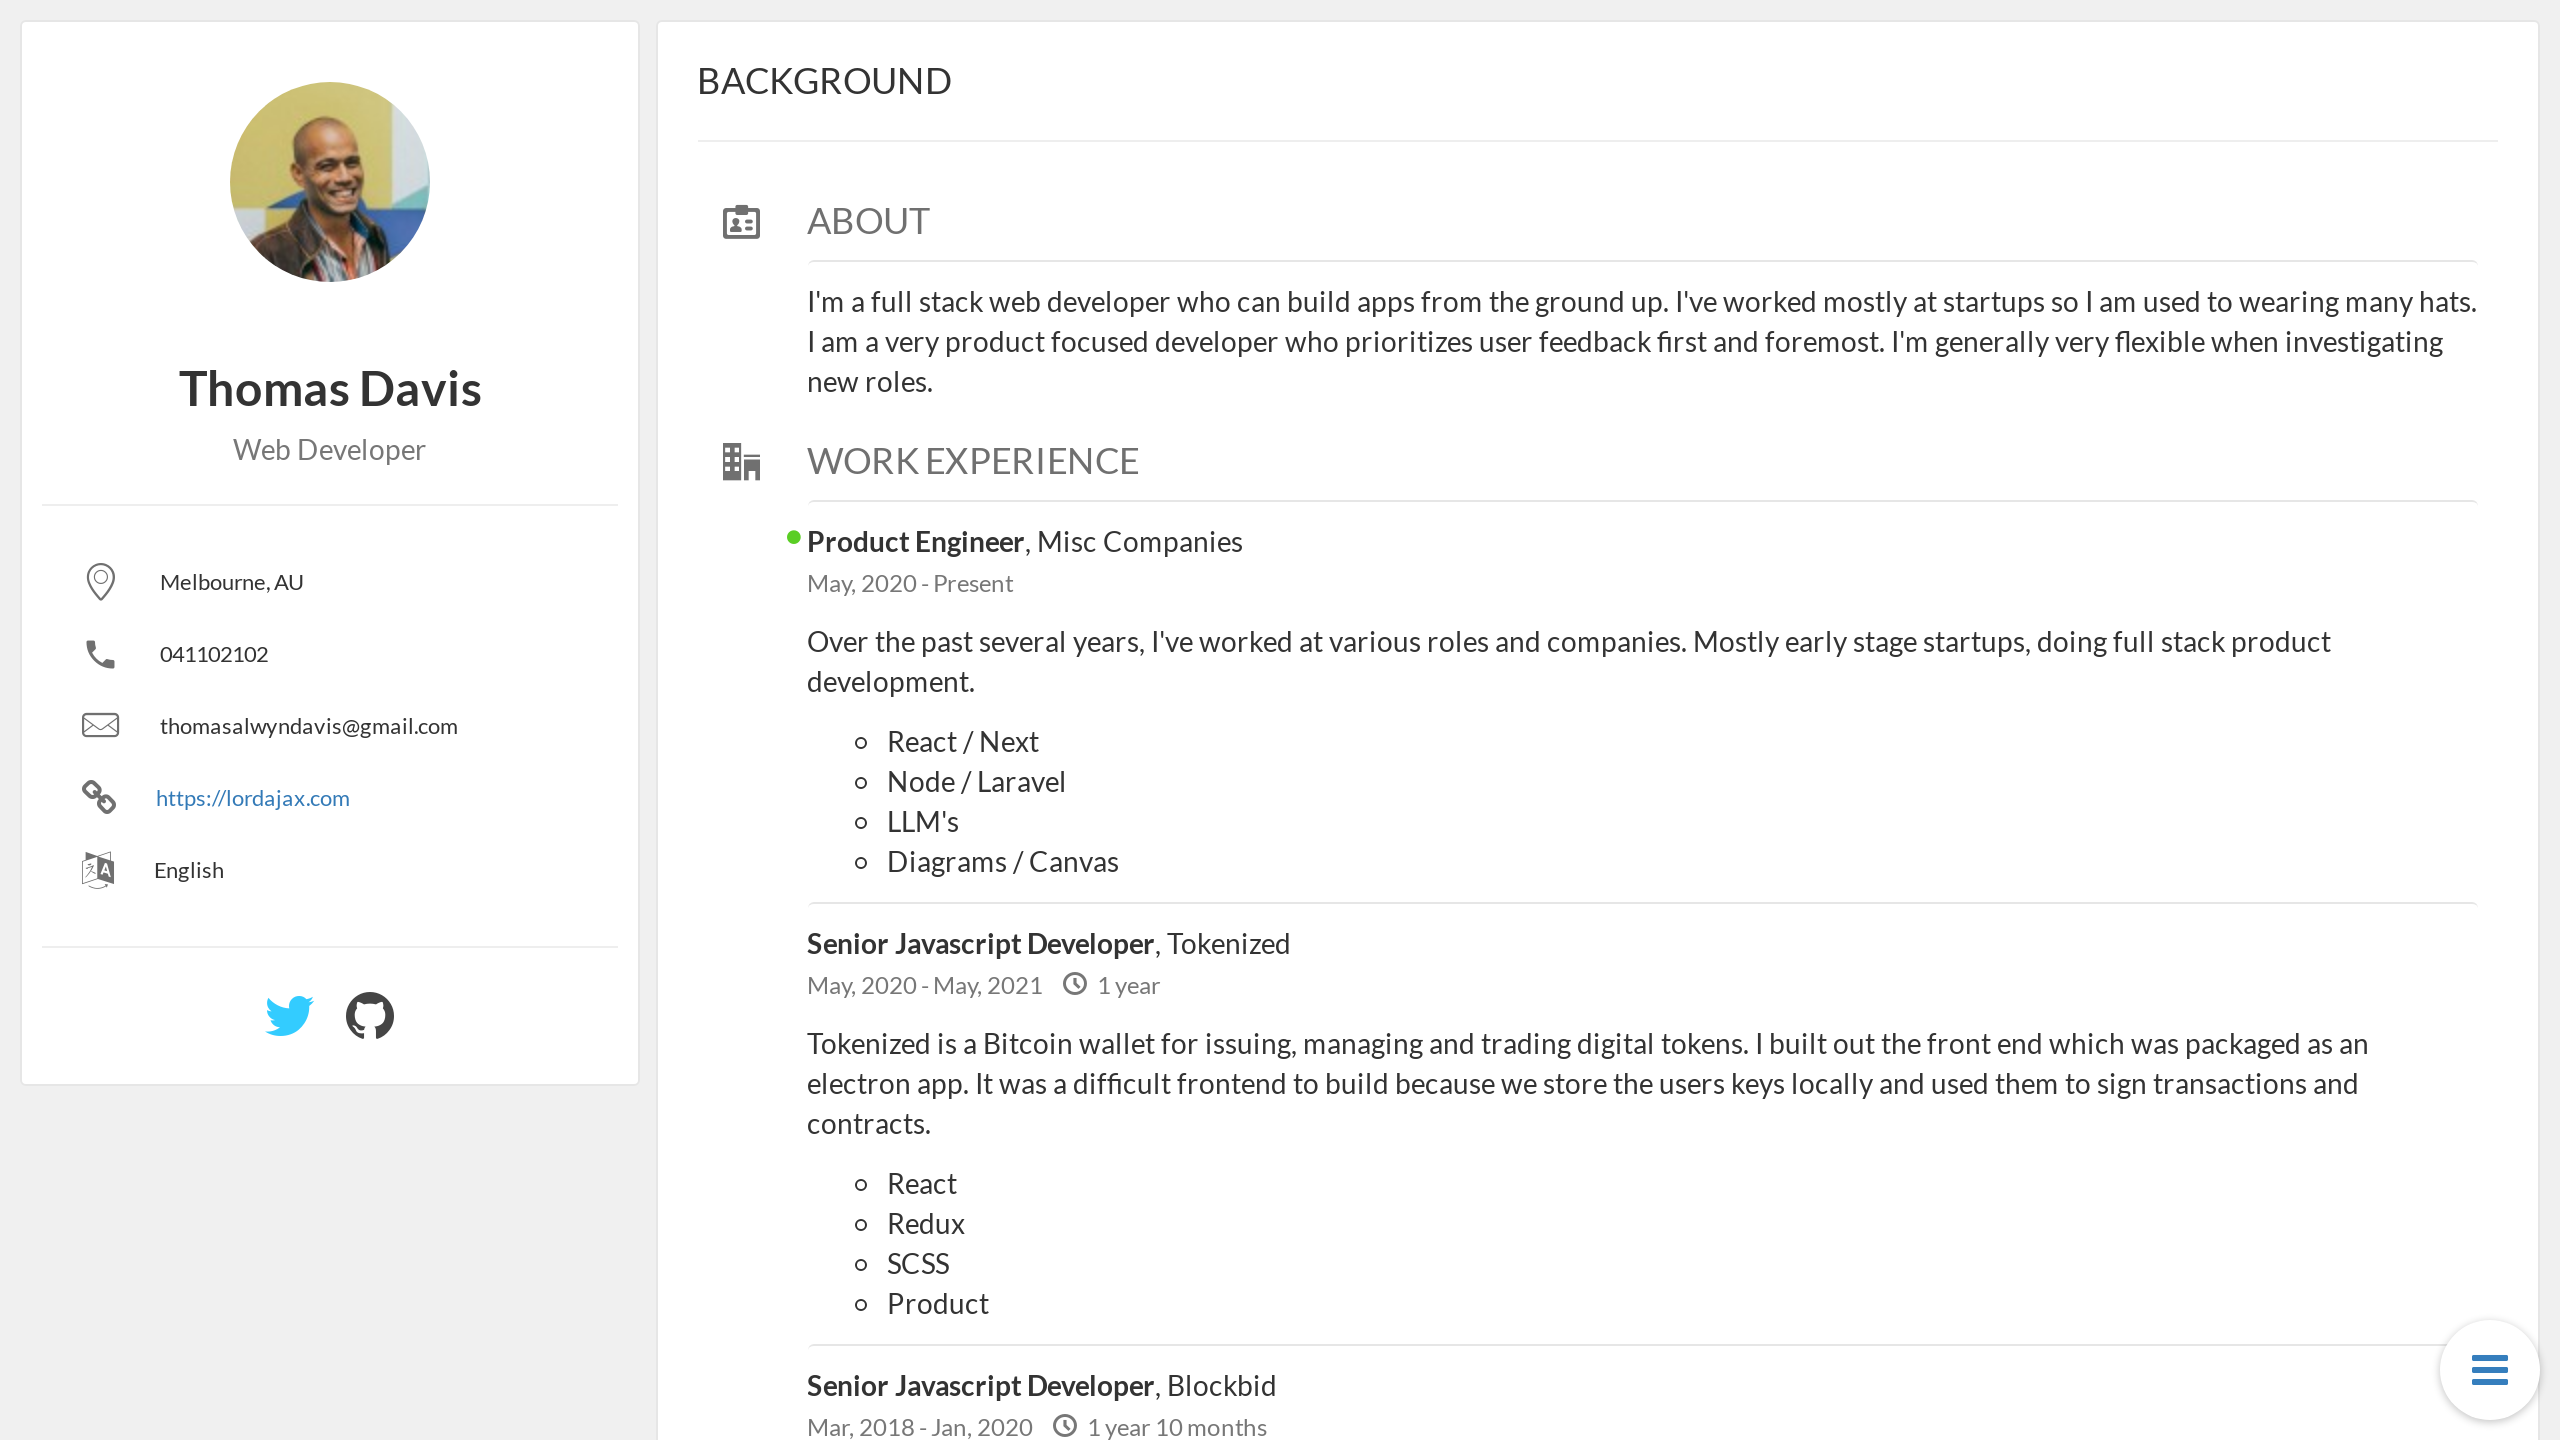 Thomas Davis
Web Developer
Melbourne, AU
041102102
thomasalwyndavis@gmail.com
https://lordajax.com
English
BACKGROUND
ABOUT
I'm a full stack web developer who can build apps from the ground up. I've worked mostly at startups so I am used to wearing many hats.
I am a very product focused developer who prioritizes user feedback first and foremost. I'm generally very flexible when investigating
new roles.
WORK EXPERIENCE
Product Engineer, Misc Companies
May, 2020 - Present
Over the past several years, I've worked at various roles and companies. Mostly early stage startups, doing full stack product
development.
React / Next
Node / Laravel
LLM's
Diagrams / Canvas
Senior Javascript Developer, Tokenized
May, 2020 - May, 2021 1 year
Tokenized is a Bitcoin wallet for issuing, managing and trading digital tokens. I built out the front end which was packaged as an
electron app. It was a difficult frontend to build because we store the users keys locally and used them to sign transactions and
contracts.
React
Redux
SCSS
Product
Senior Javascript Developer, Blockbid
Mar, 2018 - Jan, 2020 1 year 10 months